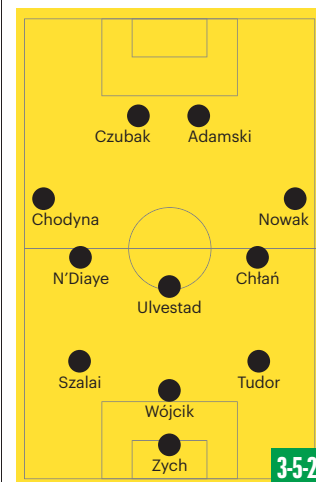 Czubak Adamski
Chodyna Nowak
N'Diaye Chłań
Ulvestad
Szalai Tudor
Wójcik
Zych
3-5-2